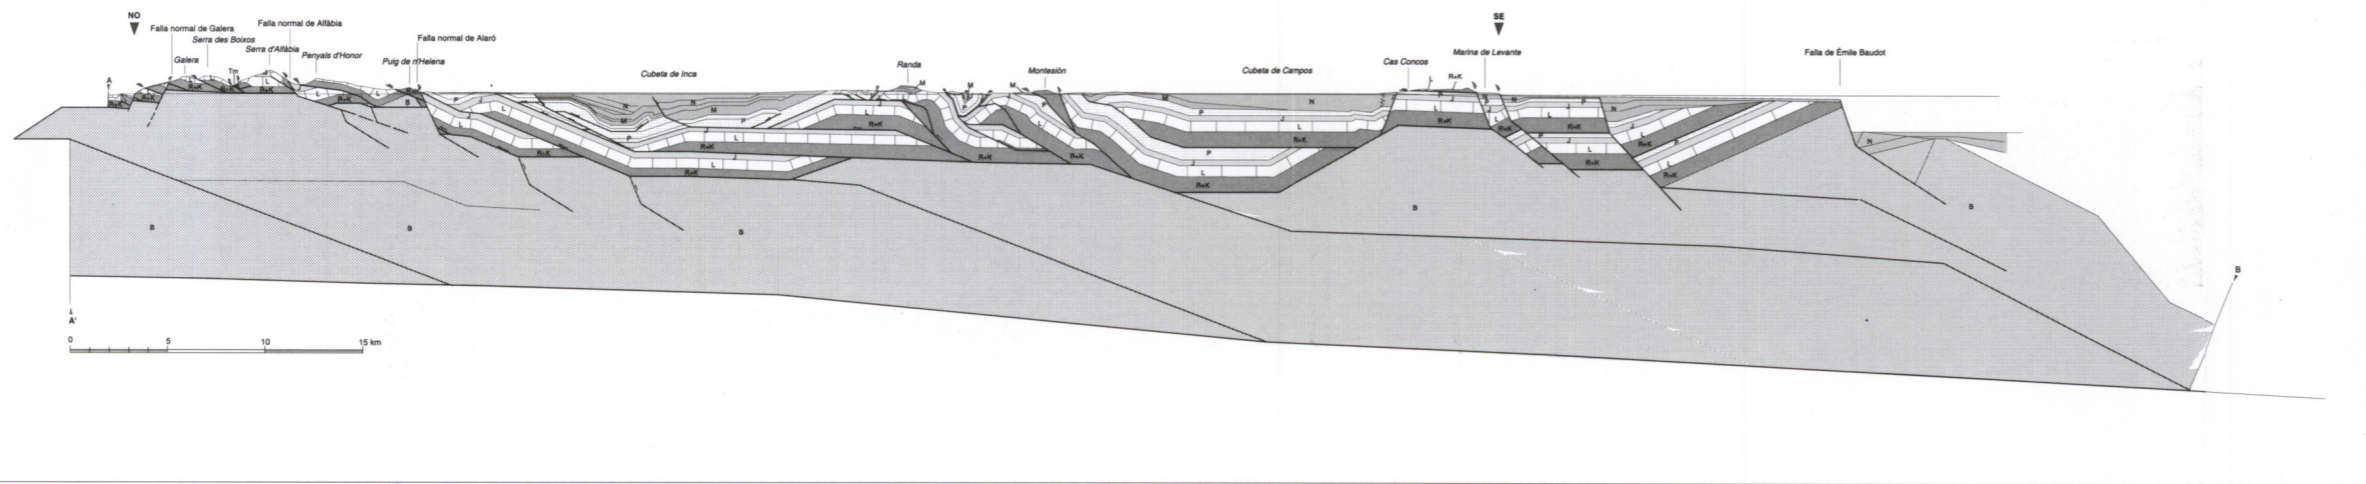 NO
SE
Falla normal de Galera
Falla normal de Alfàbia
Serra des Boixos
Falla normal de Alaró
Serra d'Alfàbia
Galera
Penyals d'Honor
Puig de n'Helena
Cubeta de Inca
Randa
Montesión
Cubeta de Campos
Cas Concos
Marina de Levante
Falla de Émile Baudot
Tm
A
L
R+K
M
N
P
J
B
B
B
B
B
A'
B
0 5 10 15 km